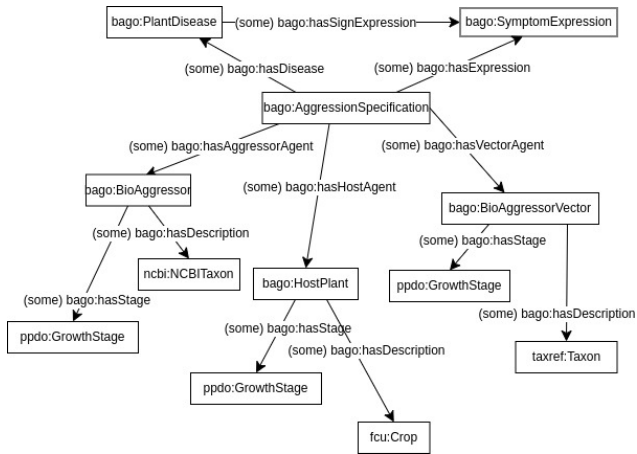 bago:PlantDisease
(some) bago:hasSignExpression
bago:SymptomExpression
(some) bago:hasDisease
(some) bago:hasExpression
bago:AggressionSpecification
(some) bago:hasAggressorAgent
(some) bago:hasVectorAgent
bago:BioAggressor
(some) bago:hasHostAgent
bago:BioAggressorVector
(some) bago:hasDescription
(some) bago:hasStage
ncbi:NCBITaxon
bago:HostPlant
ppdo:GrowthStage
(some) bago:hasStage
(some) bago:hasDescription
ppdo:GrowthStage
(some) bago:hasStage
(some) bago:hasDescription
taxref:Taxon
ppdo:GrowthStage
fcu:Crop